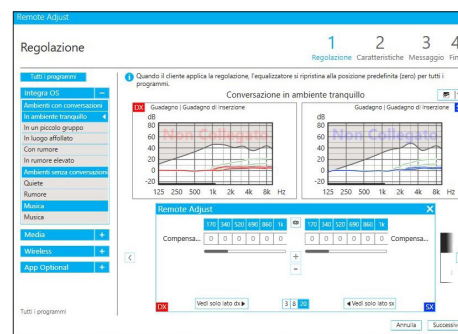 Remote Adjust
Regolazione
1 2 3 4
Regolazione Caratteristiche Messaggio Fin
Tutti i programmi
Integra OS −
Ambienti con conversazioni
In ambiente tranquillo
In un piccolo gruppo
In luogo affollato
Con rumore
In rumore elevato
Ambienti senza conversazioni
Quiete
Rumore
Musica
Musica
Media +
Wireless +
App Optional +
Tutti i programmi
Quando il cliente applica la regolazione, l'equalizzatore si ripristina alla posizione predefinita (zero) per tutti i
programmi.
Conversazione in ambiente tranquillo
DX Guadagno | Guadagno di Inserzione
dB
80
60
40
20
0
-20
Non Collegato
125 250 500 1k 2k 4k 8k Hz
Guadagno | Guadagno di Inserzione S
dB
80
60
40
20
0
-20
Non Collegato
125 250 500 1k 2k 4k 8k Hz
Remote Adjust X
170 340 520 690 860 1k 170 340 520 690 860 1k
Compensa... 0 0 0 0 0 0 0 0 0 0 0 0 Compensa...
+
-
DX Vedi solo lato dx 3 8 20 Vedi solo lato sx SX
Annulla Successivo